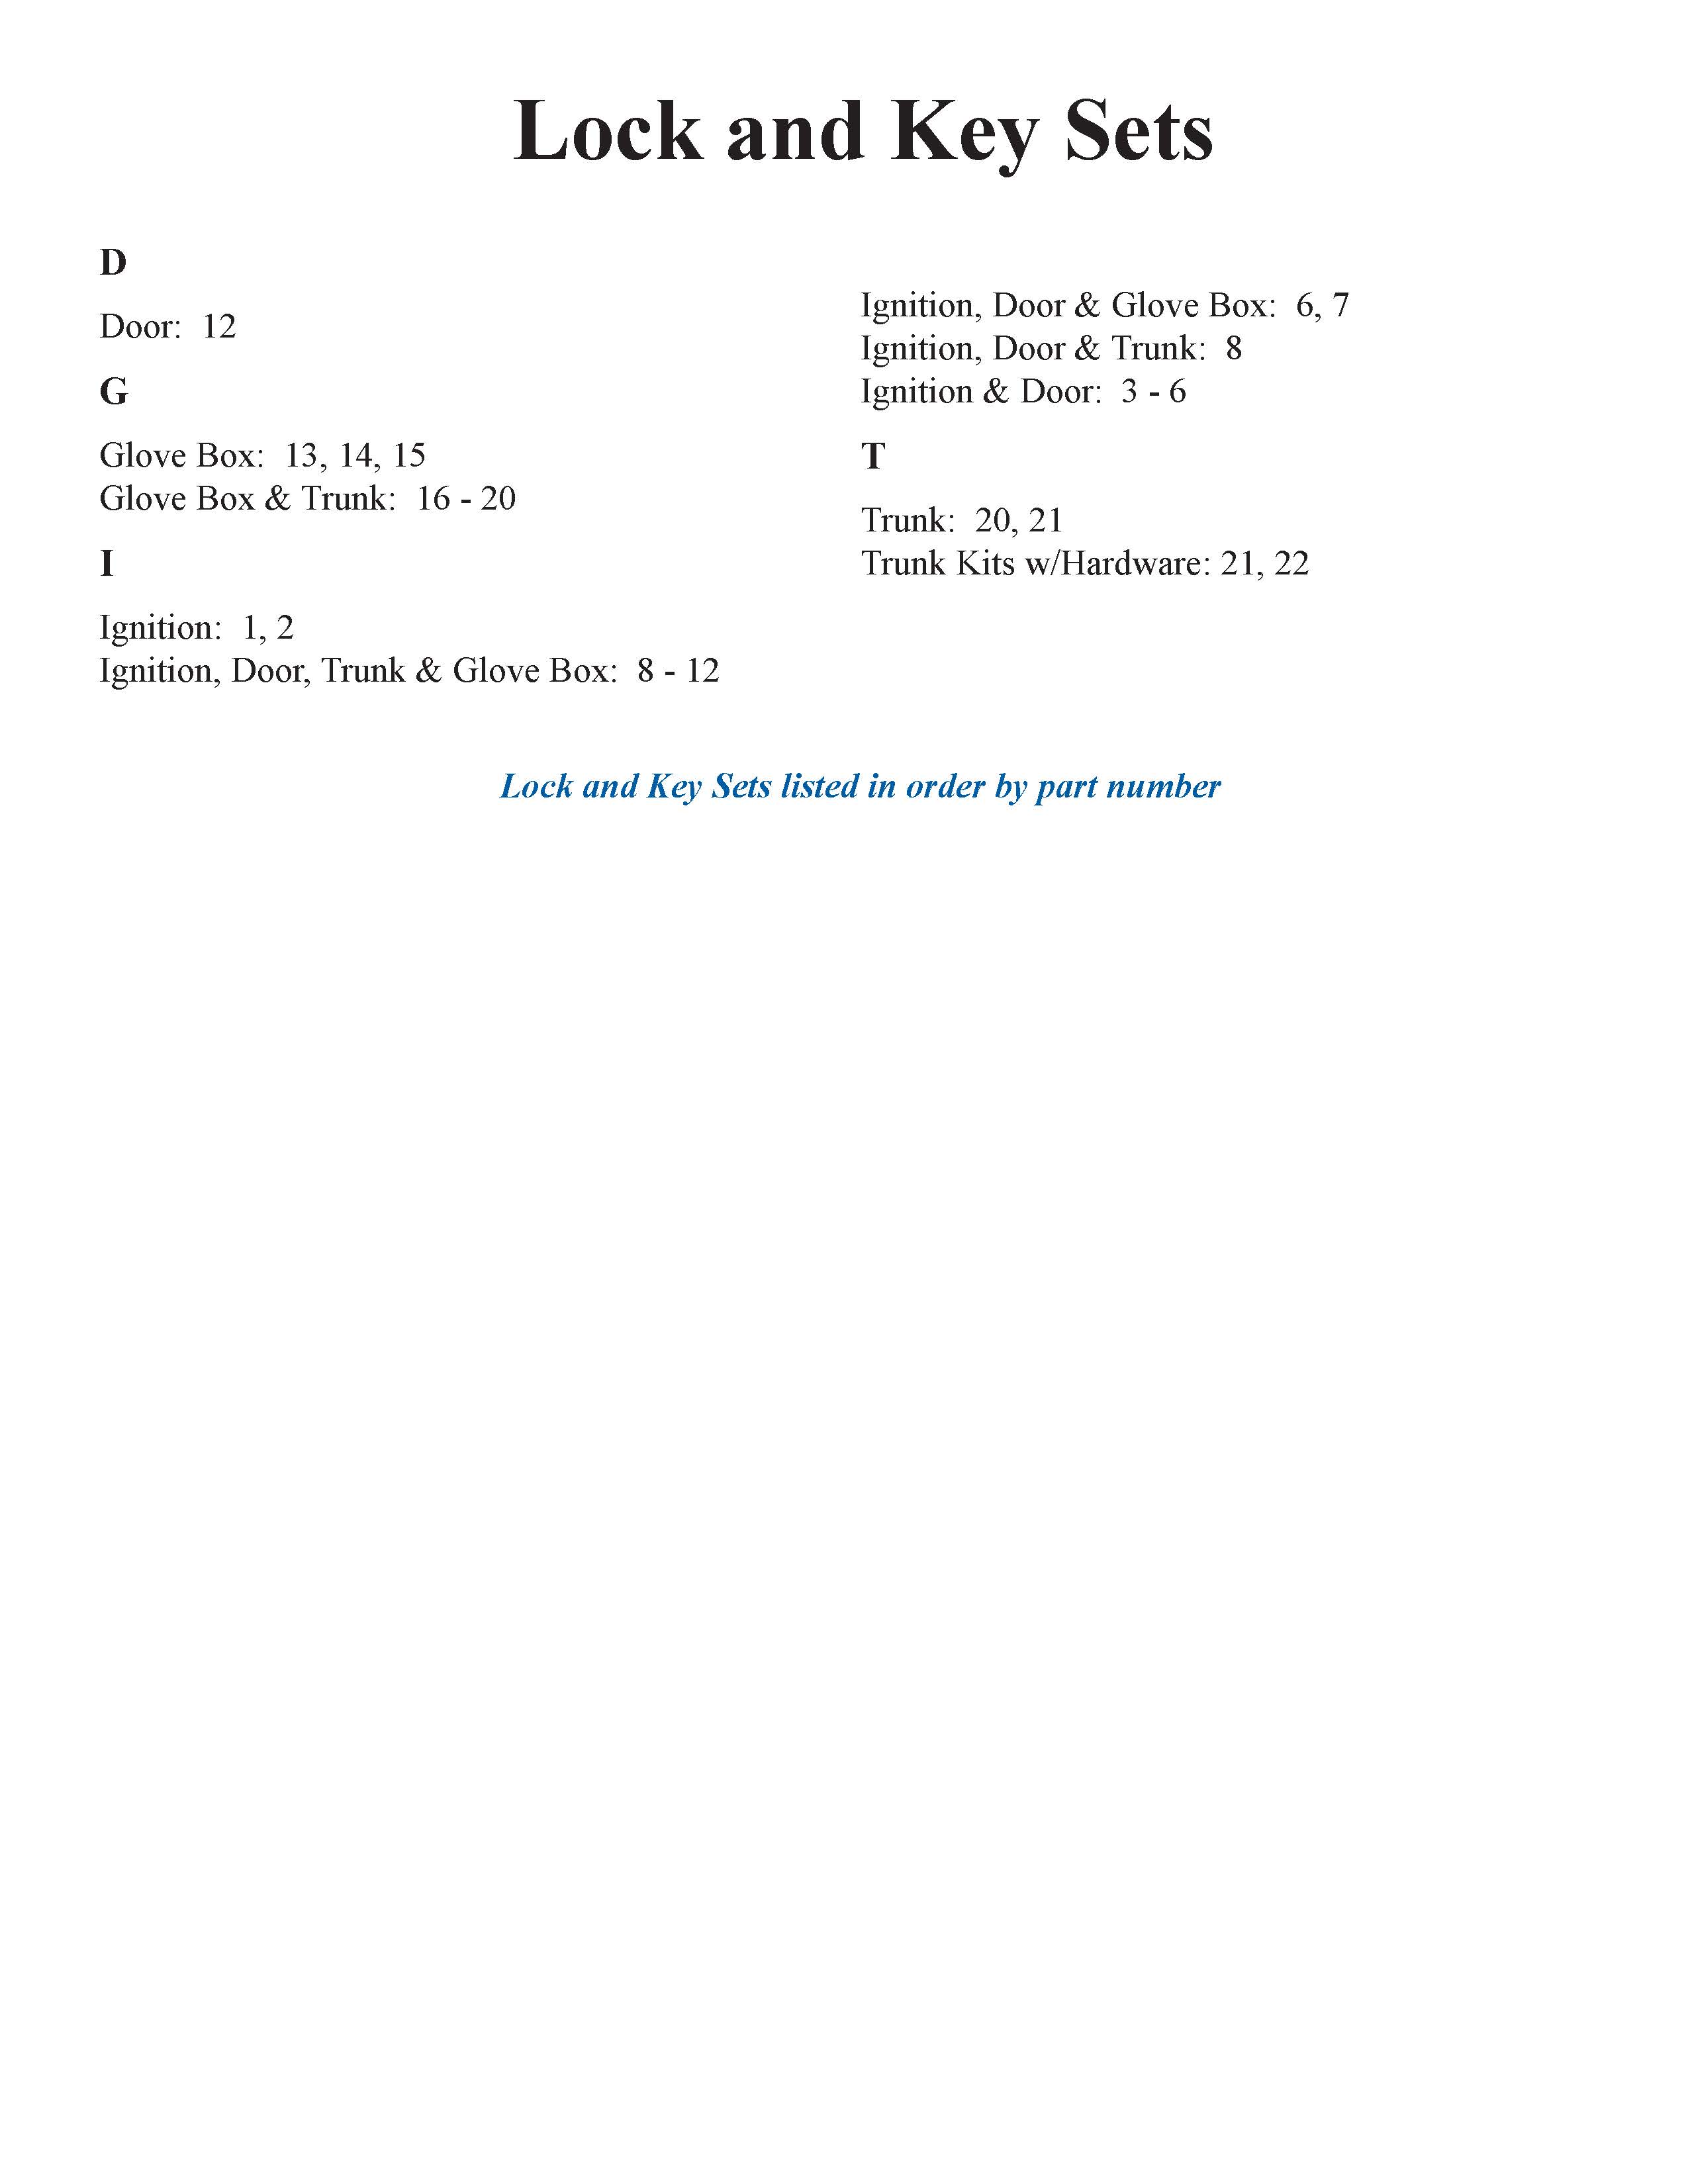 Lock and Key Sets
D
Door:  12
G
Glove Box:  13, 14, 15
Glove Box & Trunk:  16 - 20
I
Ignition:  1, 2
Ignition, Door, Trunk & Glove Box:  8 - 12
Ignition, Door & Glove Box:  6, 7
Ignition, Door & Trunk:  8
Ignition & Door:  3 - 6
T
Trunk:  20, 21
Trunk Kits w/Hardware: 21, 22
Lock and Key Sets listed in order by part number